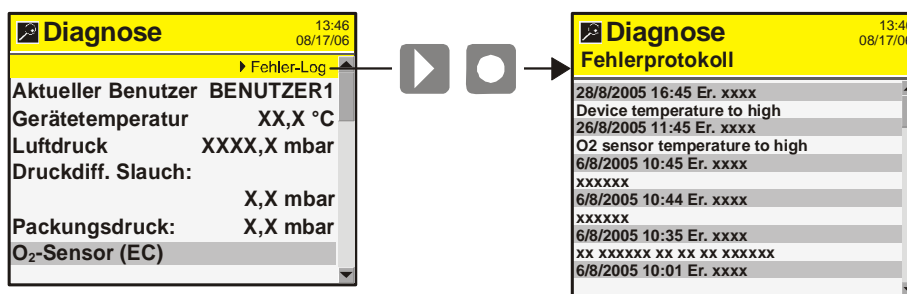 Diagnose
13:46
08/17/06
Fehler-Log
Aktueller Benutzer BENUTZER1
Gerätetemperatur XX,X °C
Luftdruck XXXX,X mbar
Druckdiff. Slauch:
X,X mbar
Packungsdruck: X,X mbar
O₂-Sensor (EC)
Diagnose
13:46
08/17/06
Fehlerprotokoll
28/8/2005 16:45 Er. xxxx
Device temperature to high
26/8/2005 11:45 Er. xxxx
O2 sensor temperature to high
6/8/2005 10:45 Er. xxxx
xxxxxx
6/8/2005 10:44 Er. xxxx
xxxxxx
6/8/2005 10:35 Er. xxxx
xx xxxxxx xx xx xx xxxxxx
6/8/2005 10:01 Er. xxxx